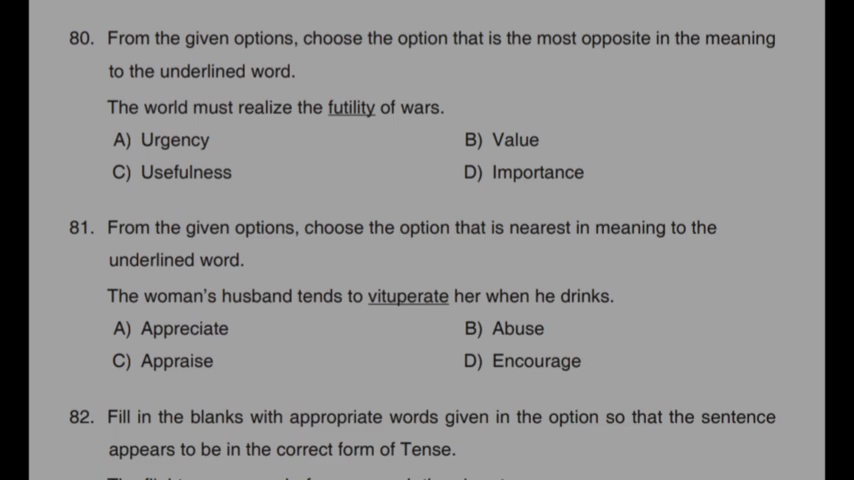 80. From the given options, choose the option that is the most opposite in the meaning
to the underlined word.
The world must realize the futility of wars.
A) Urgency B) Value
C) Usefulness D) Importance
81. From the given options, choose the option that is nearest in meaning to the
underlined word.
The woman's husband tends to vituperate her when he drinks.
A) Appreciate B) Abuse
C) Appraise D) Encourage
82. Fill in the blanks with appropriate words given in the option so that the sentence
appears to be in the correct form of Tense.